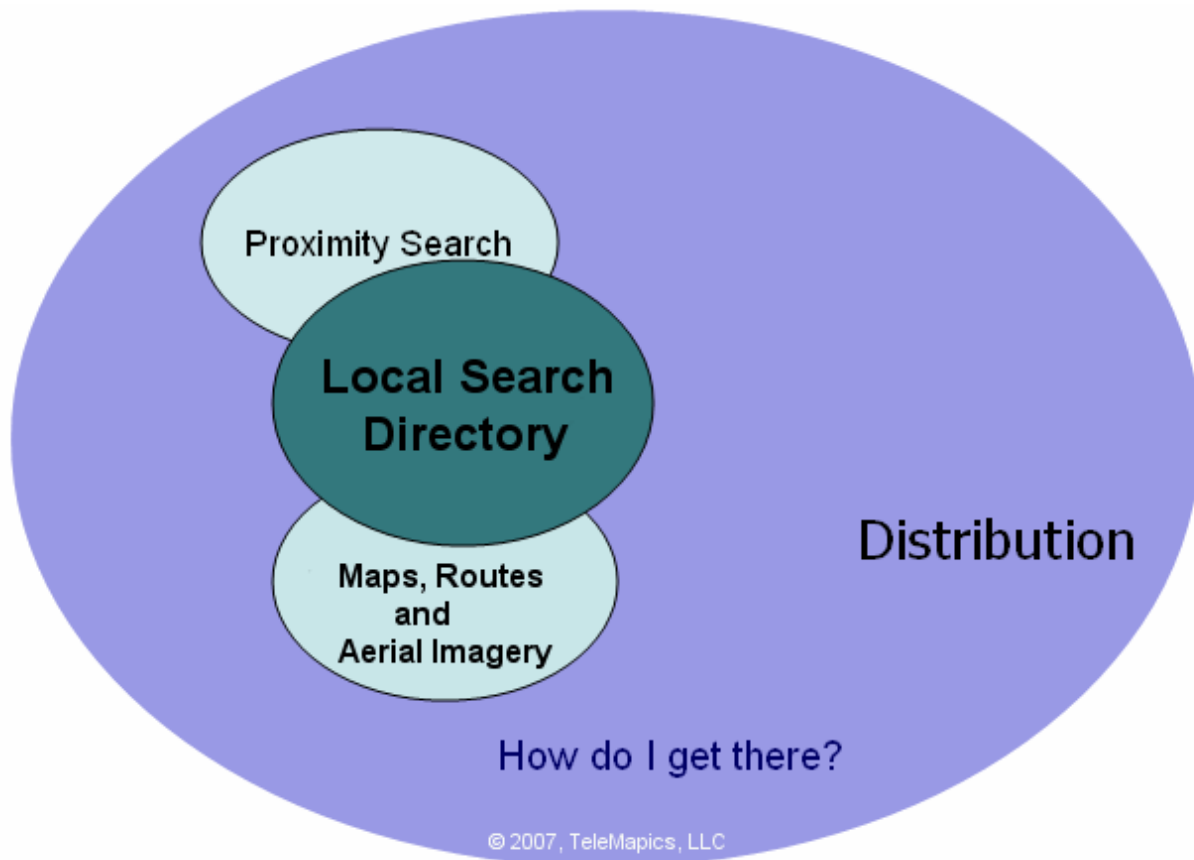 Proximity Search
Local Search
Directory
Distribution
Maps, Routes
and
Aerial Imagery
How do I get there?
© 2007, TeleMapics, LLC